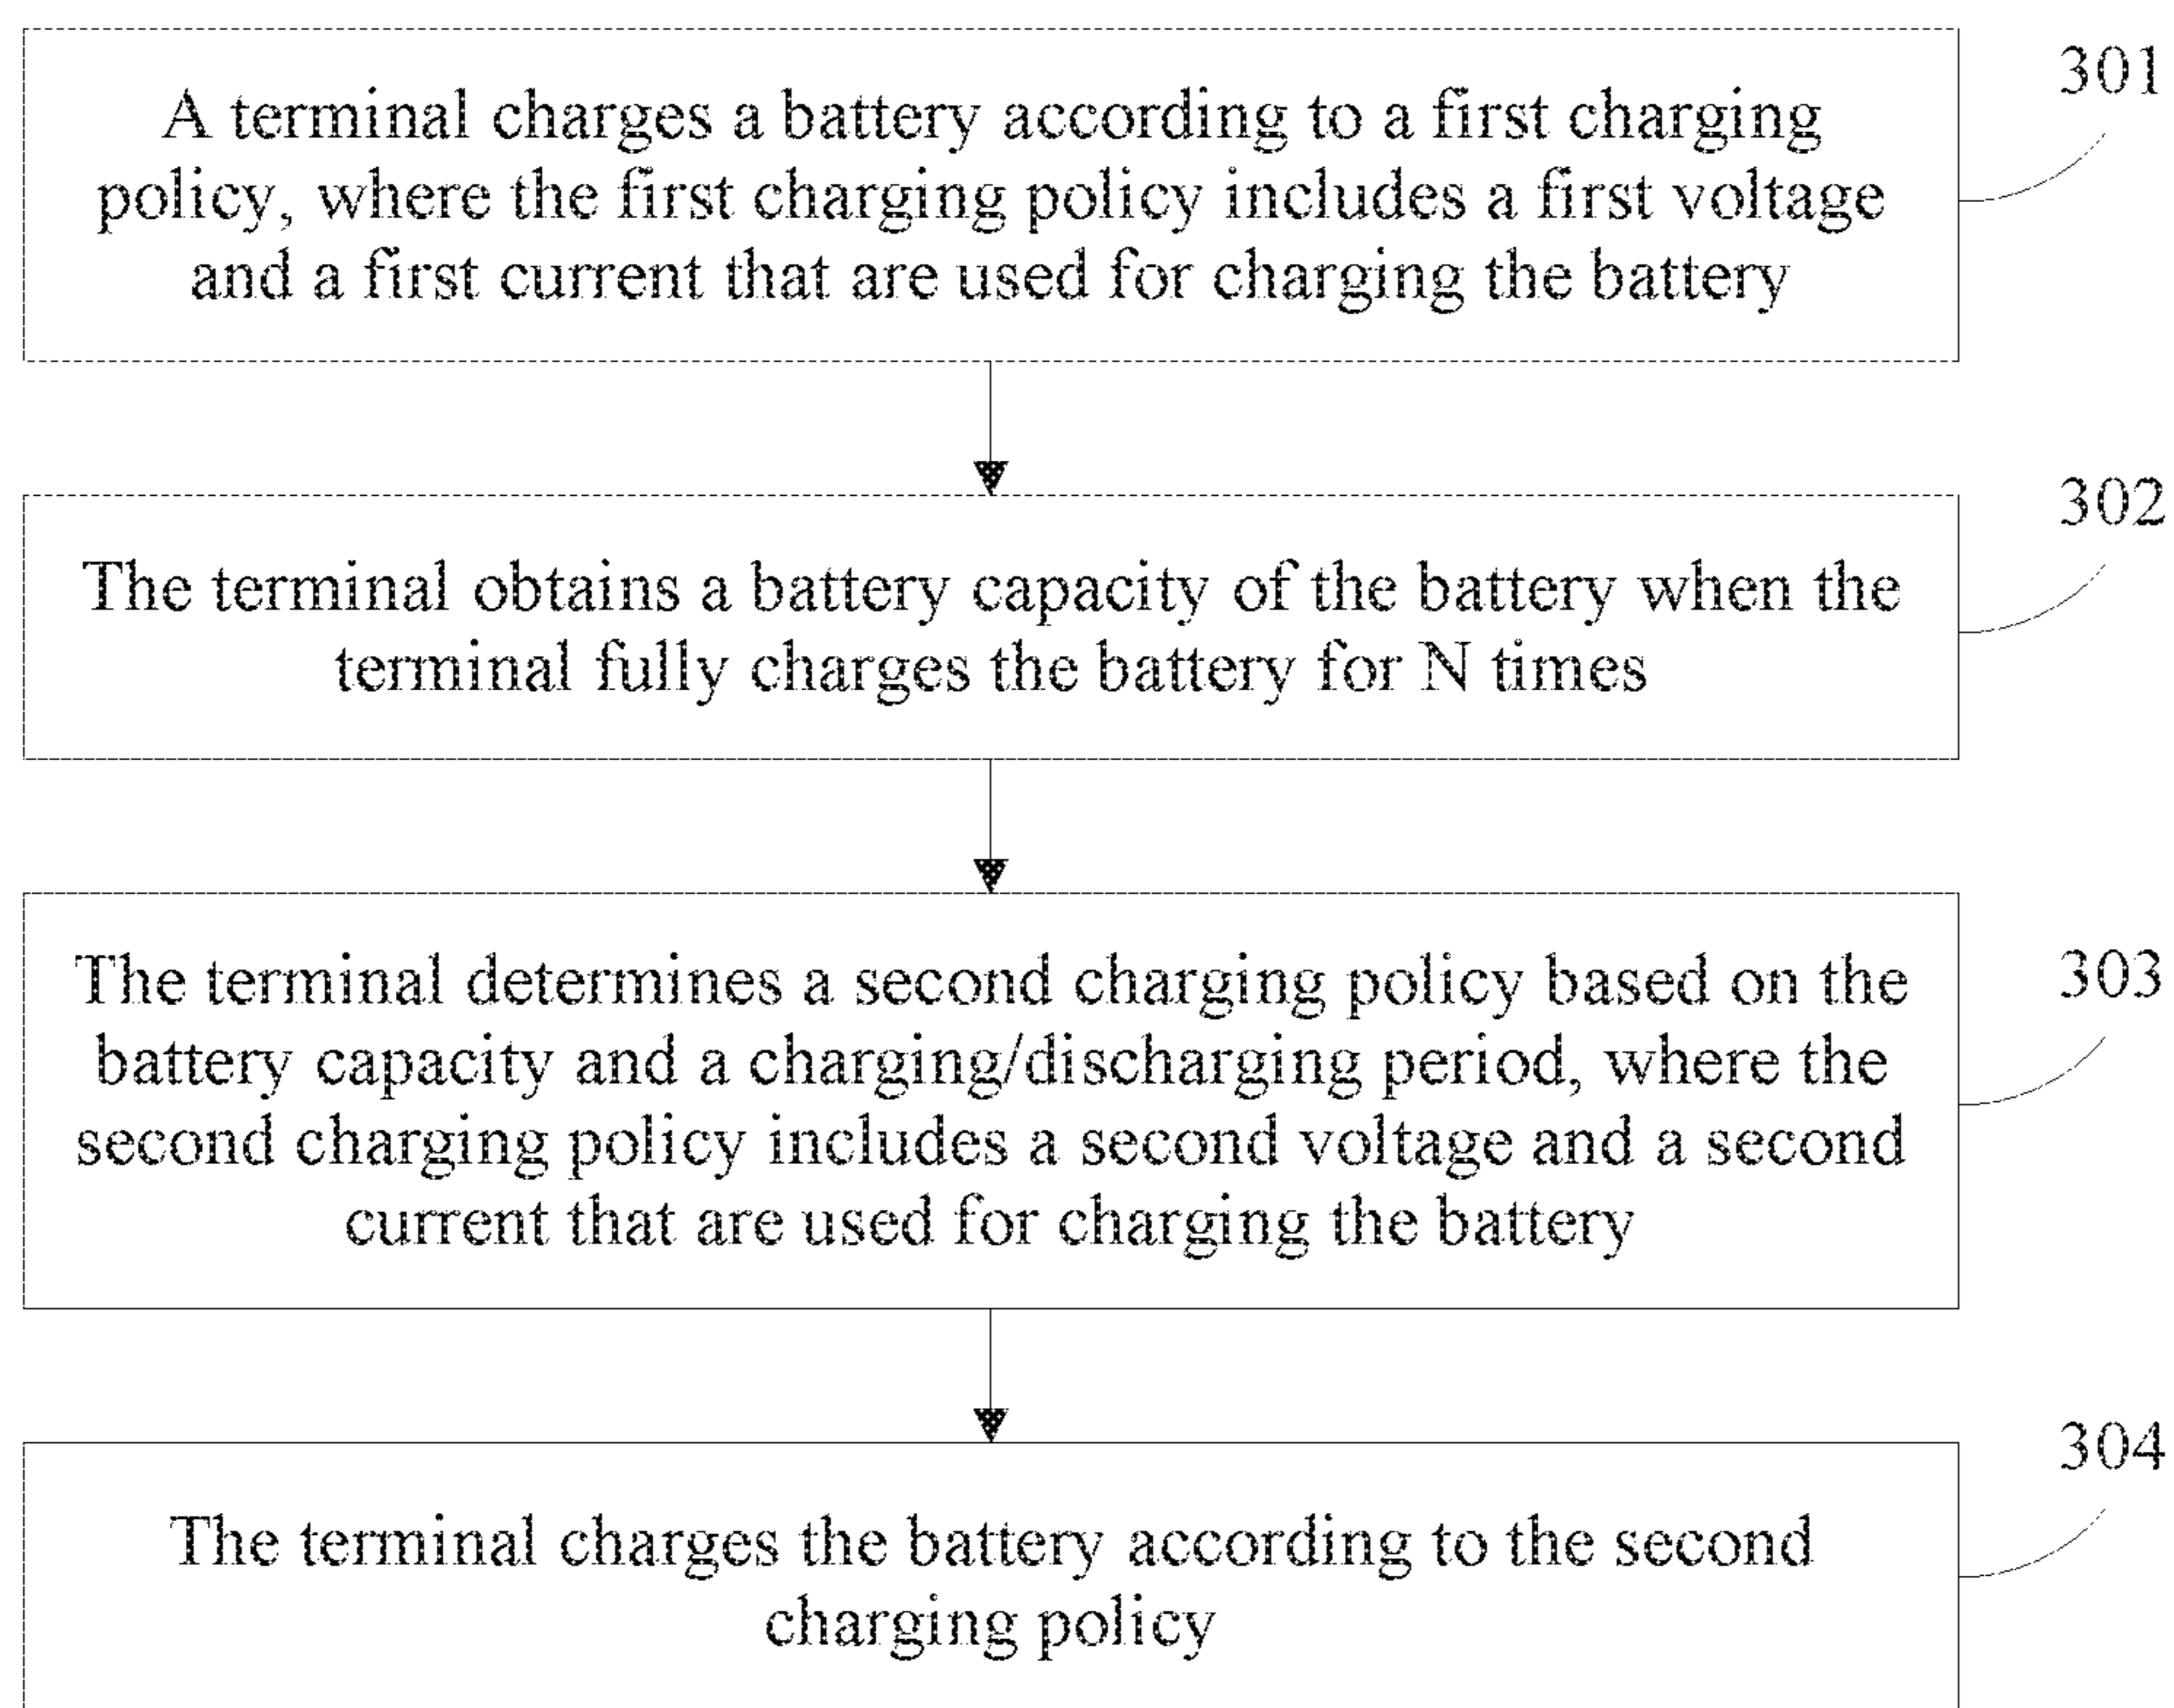 301
A terminal charges a battery according to a first charging
policy, where the first charging policy includes a first voltage
and a first current that are used for charging the battery
302
The terminal obtains a battery capacity of the battery when the
terminal fully charges the battery for N times
303
The terminal determines a second charging policy based on the
battery capacity and a charging/discharging period, where the
second charging policy includes a second voltage and a second
current that are used for charging the battery
304
The terminal charges the battery according to the second
charging policy